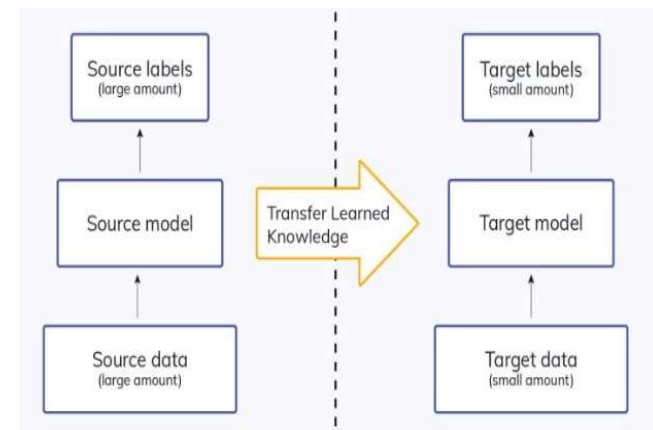 Source labels
(large amount)
Target labels
(small amount)
Source model
Transfer Learned
Knowledge
Target model
Source data
(large amount)
Target data
(small amount)